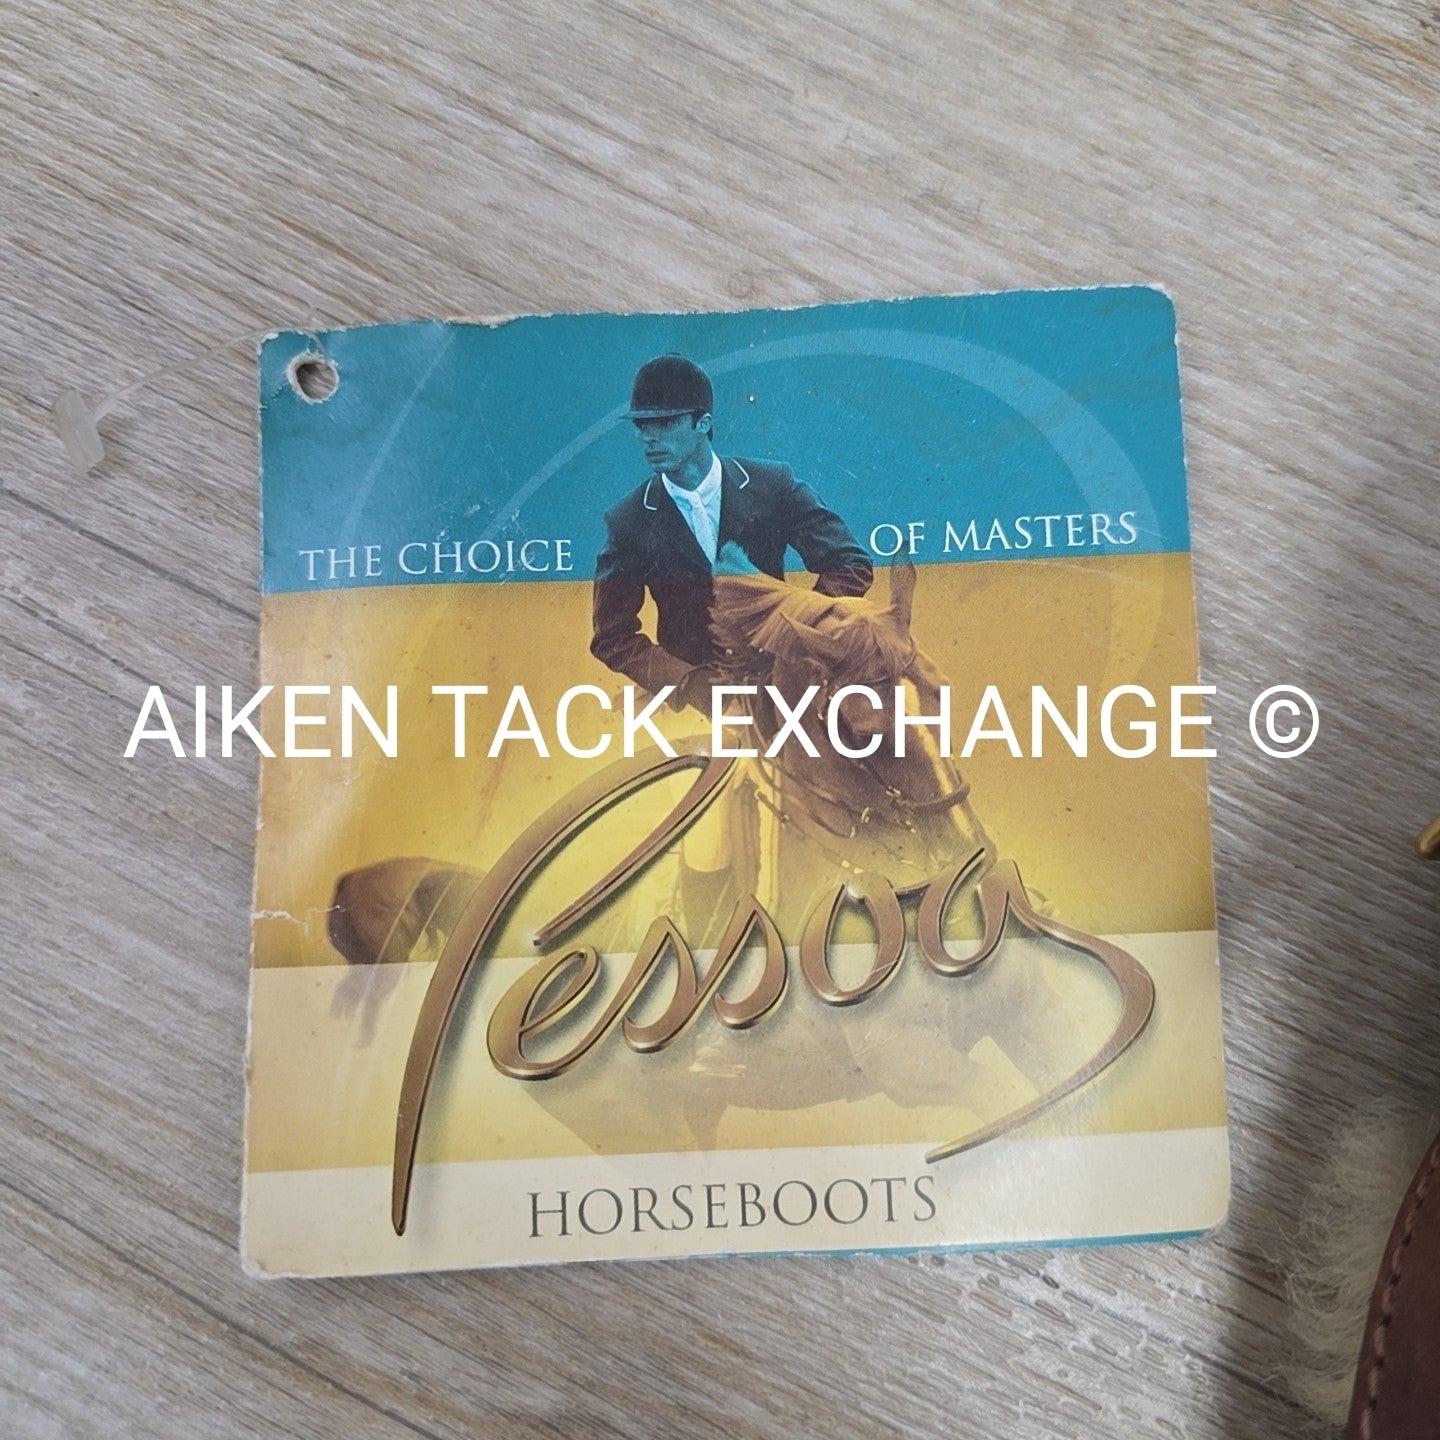 THE CHOICE OF MASTERS
AIKEN TACK EXCHANGE ©
Pessoa
HORSEBOOTS